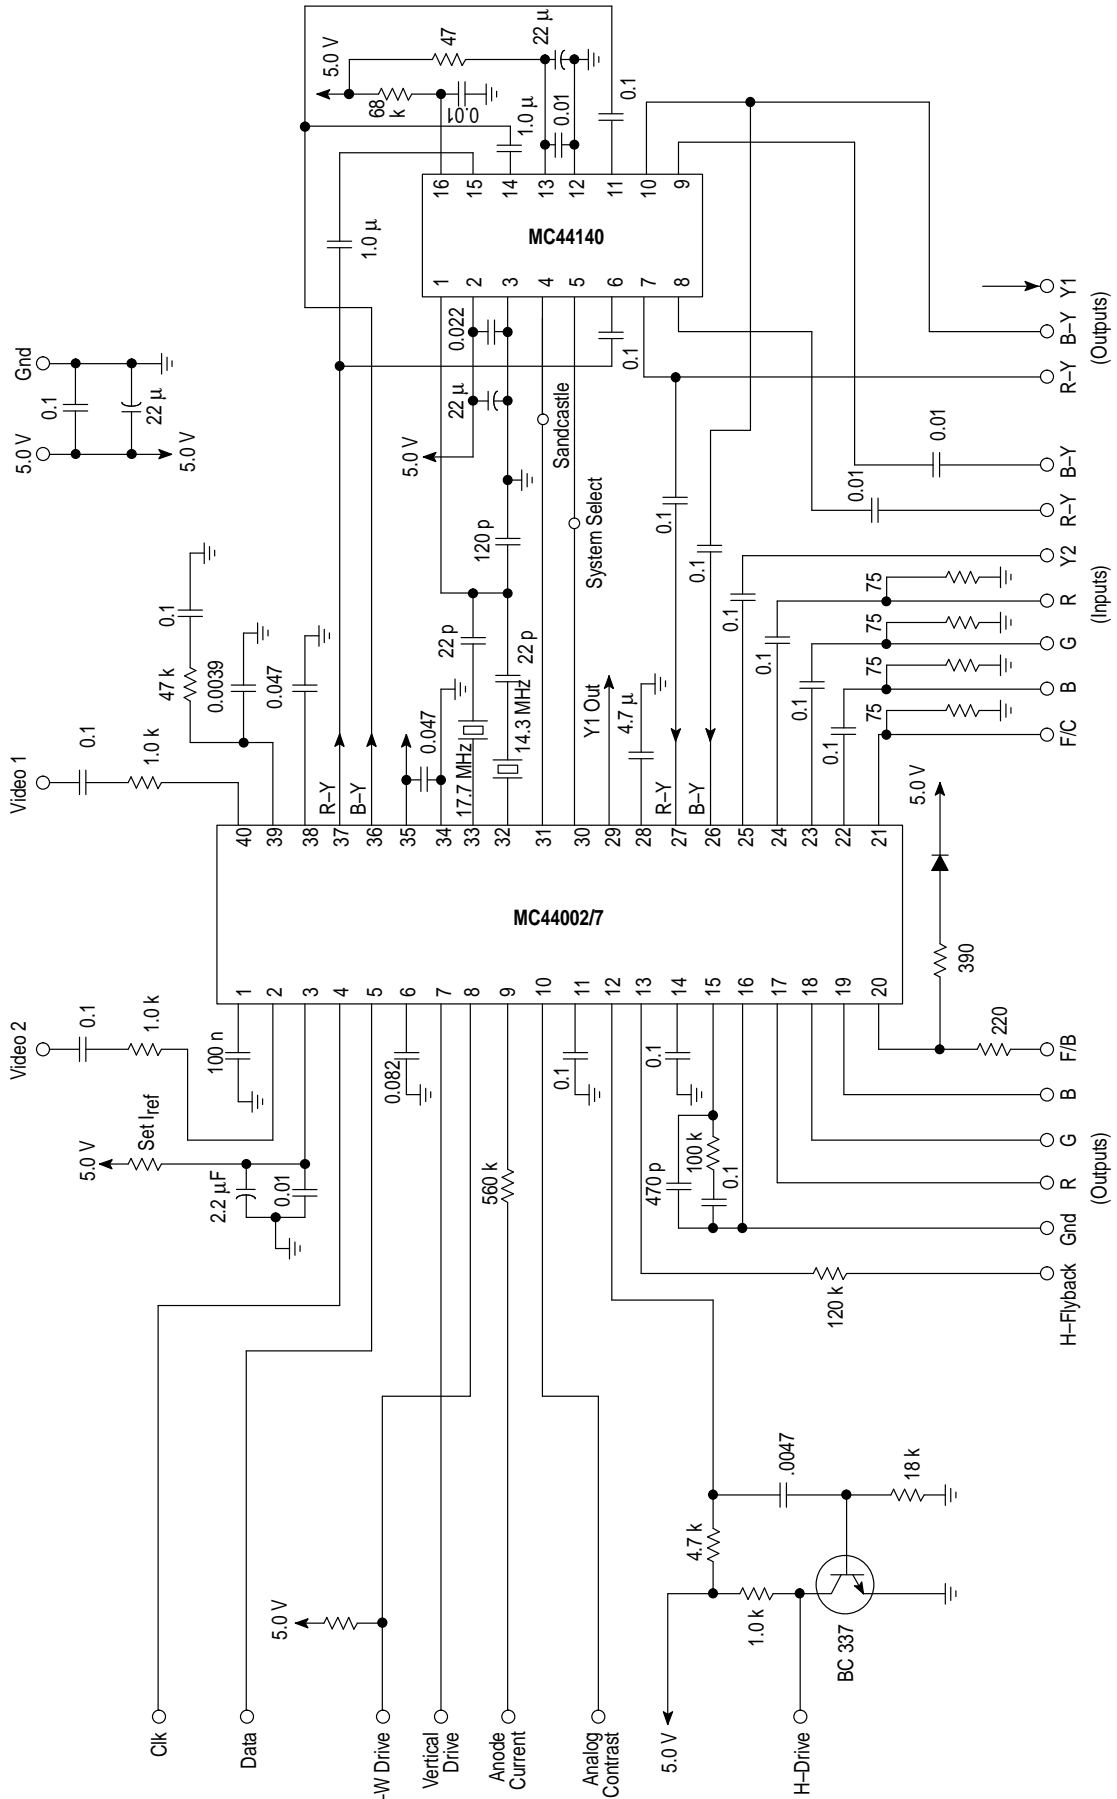 Video 2
Video 1
5.0 V
Gnd
0.1
0.1
0.1
22 µ
5.0 V
1.0 k
1.0 k
5.0 V
Set Iref
2.2 µF
0.01
100 n
47 k
0.1
0.0039
0.047
Clk
Data
5.0 V
-W Drive
Vertical
Drive
Anode
Current
Analog
Contrast
0.082
560 k
0.1
1
2
3
4
5
6
7
8
9
10
11
12
13
14
15
16
17
18
19
20
MC44002/7
40
39
38
37
36
35
34
33
32
31
30
29
28
27
26
25
24
23
22
21
R–Y
B–Y
0.047
17.7 MHz
14.3 MHz
22 p
22 p
120 p
5.0 V
22 µ
0.022
1.0 µ
Sandcastle
System Select
Y1 Out
4.7 µ
R–Y
B–Y
0.1
0.1
0.1
1
2
3
4
5
6
7
8
MC44140
16
15
14
13
12
11
10
9
5.0 V
68
k
0.01
47
22 µ
1.0 µ
0.01
0.1
5.0 V
4.7 k
1.0 k
.0047
18 k
BC 337
H–Drive
470 p
100 k
0.1
0.1
120 k
390
220
5.0 V
0.1
0.1
0.1
0.1
75
75
75
75
0.01
0.01
H–Flyback
Gnd
R
G
B
F/B
(Outputs)
F/C
B
G
R
Y2
R–Y
B–Y
(Inputs)
R–Y
B–Y
Y1
(Outputs)